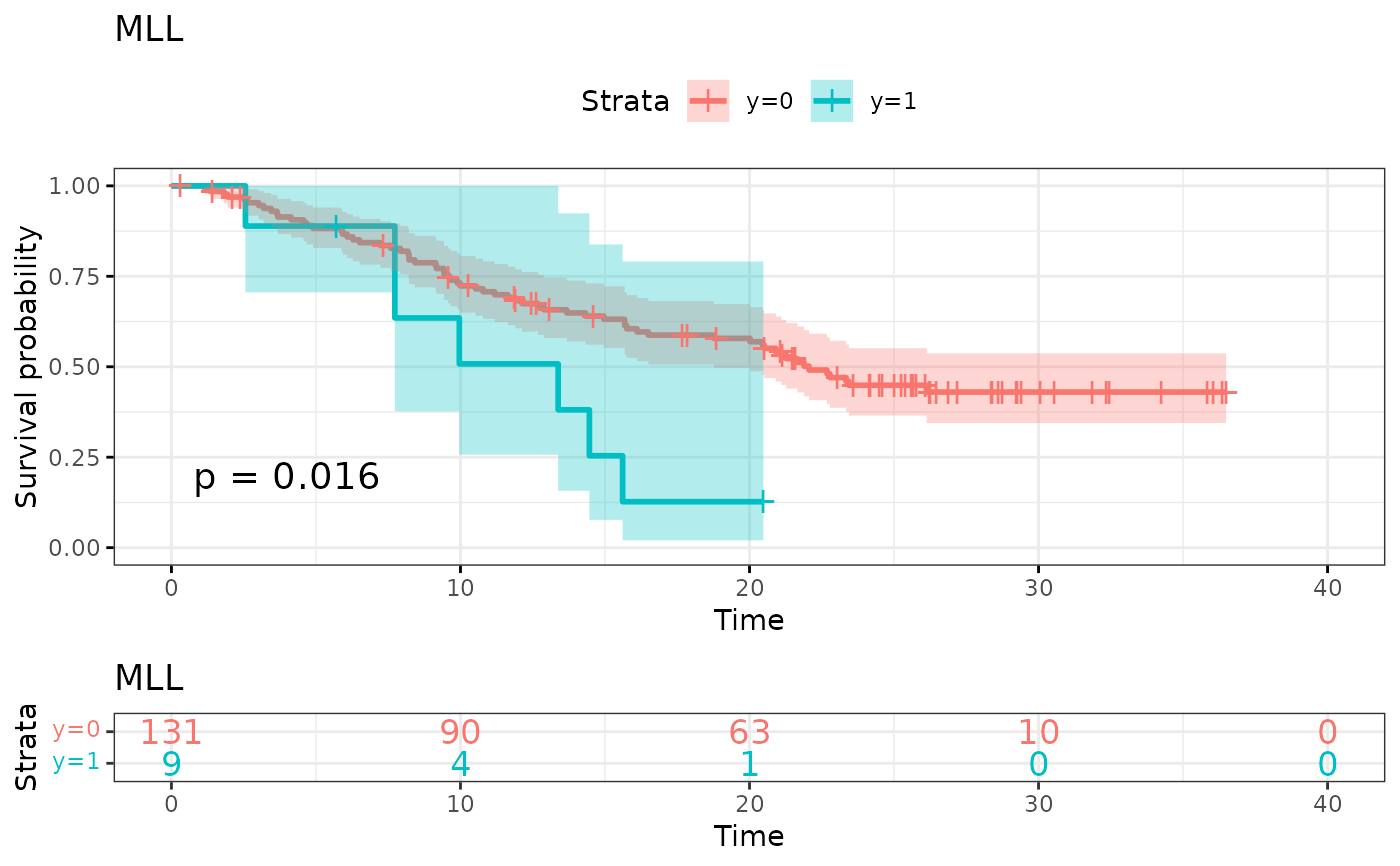 MLL
Strata y=0 y=1
1.00
0.75
0.50
0.25
0.00
Survival probability
p = 0.016
0 10 20 30 40
Time
MLL
Strata
y=0 131 90 63 10 0
y=1 9 4 1 0 0
0 10 20 30 40
Time